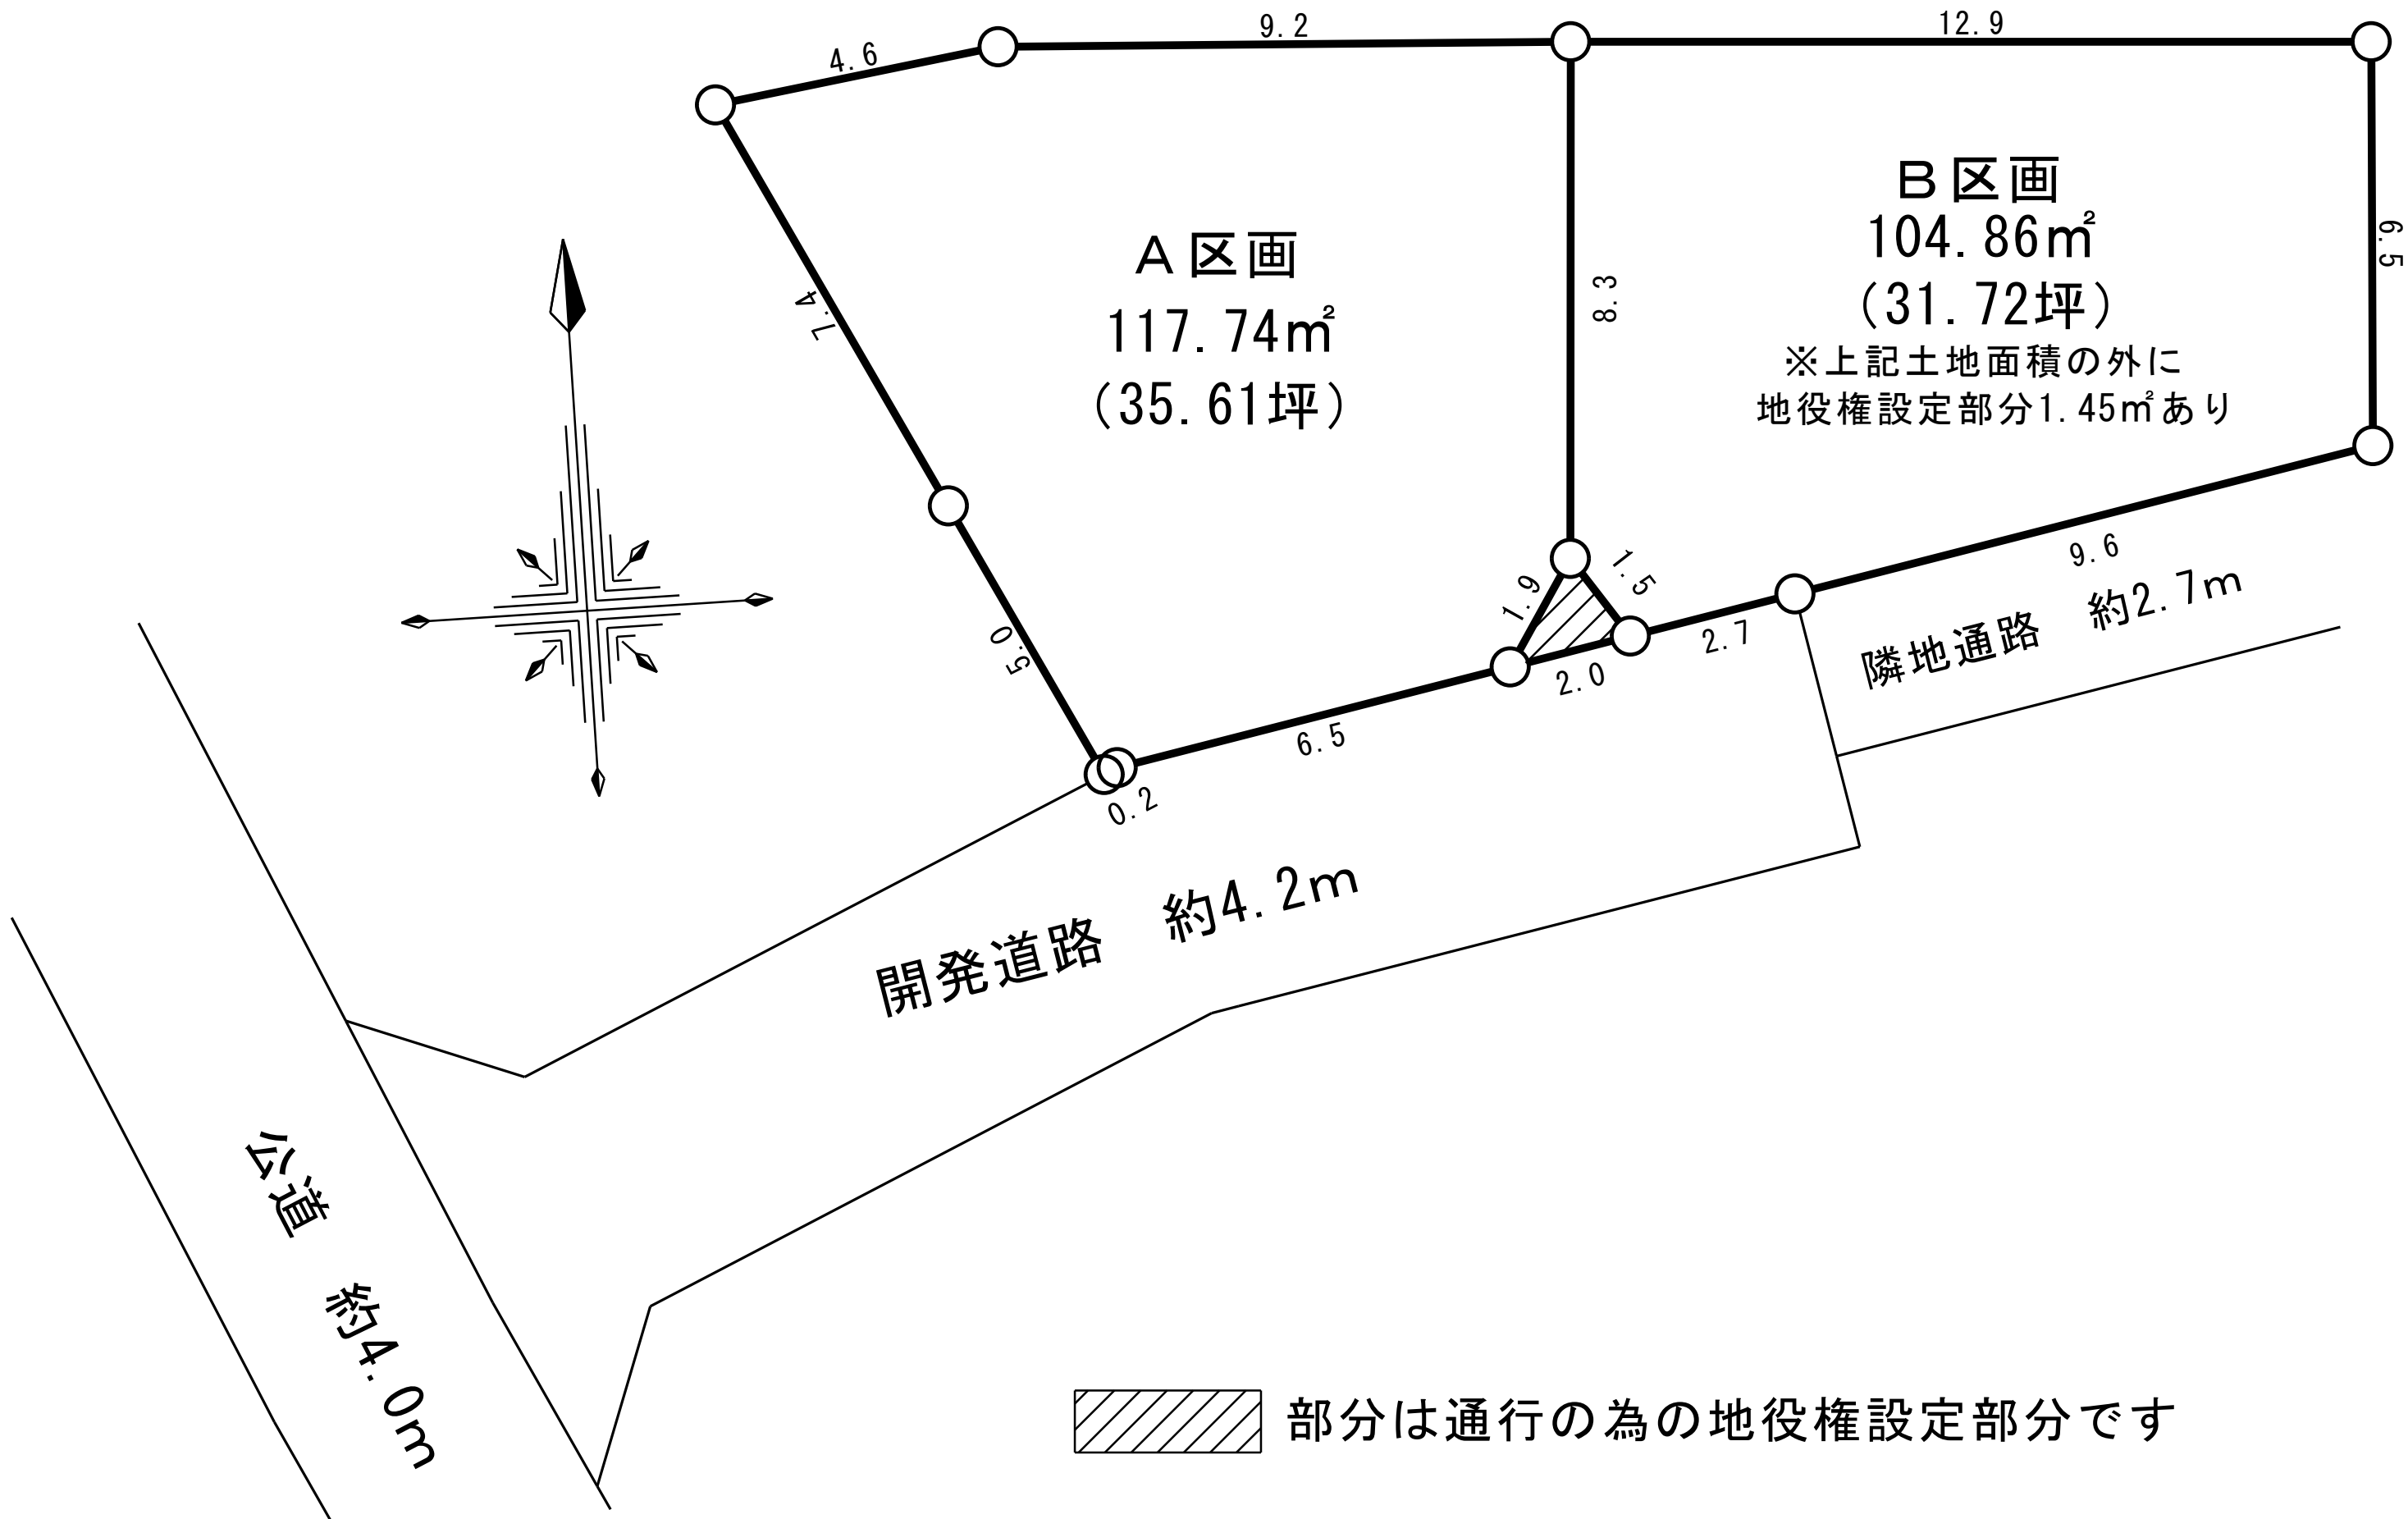 4.6
9.2
12.9
A区画
117.74㎡
(35.61坪)
B区画
104.86㎡
(31.72坪)
※上記土地面積の外に
地役権設定部分1.45㎡あり
7.4
8.3
6.5
5.0
1.9
1.5
2.0
2.7
9.6
6.5
0.2
隣地通路 約2.7m
開発道路 約4.2m
公道 約4.0m
部分は通行の為の地役権設定部分です